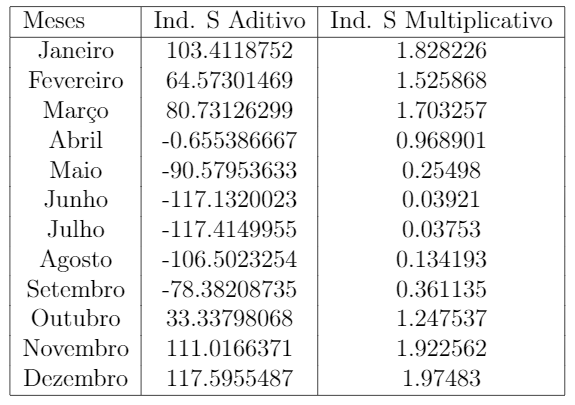 Meses Ind. S Aditivo Ind. S Multiplicativo
Janeiro 103.4118752 1.828226
Fevereiro 64.57301469 1.525868
Março 80.73126299 1.703257
Abril -0.655386667 0.968901
Maio -90.57953633 0.25498
Junho -117.1320023 0.03921
Julho -117.4149955 0.03753
Agosto -106.5023254 0.134193
Setembro -78.38208735 0.361135
Outubro 33.33798068 1.247537
Novembro 111.0166371 1.922562
Dezembro 117.5955487 1.97483